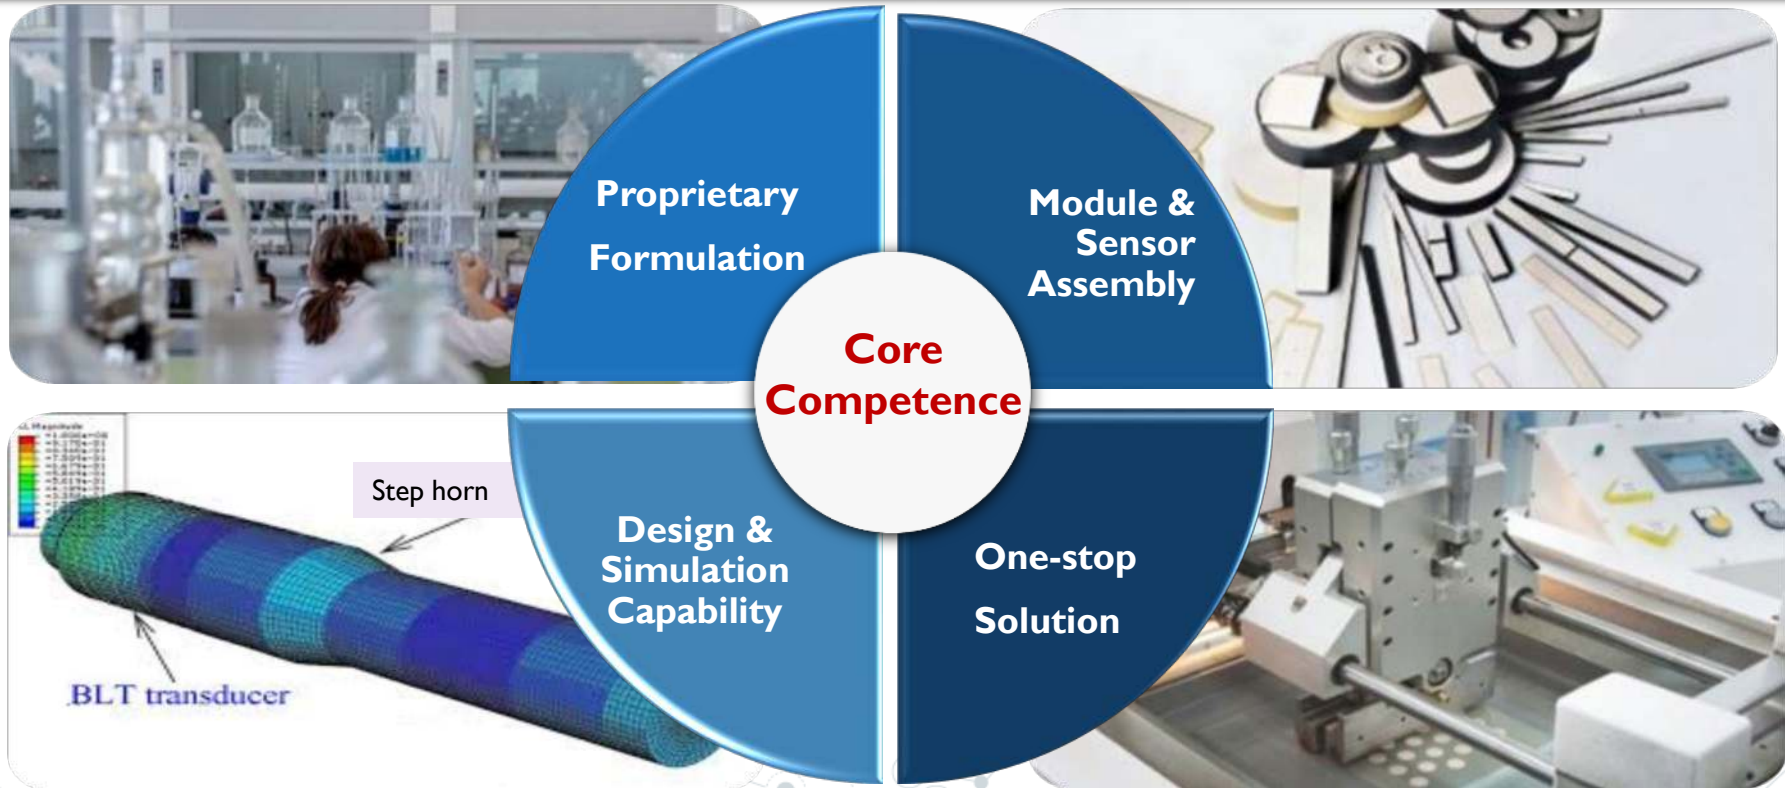 Proprietary
Formulation
Module &
Sensor
Assembly
Core
Competence
Step horn
Design &
Simulation
Capability
One-stop
Solution
BLT transducer